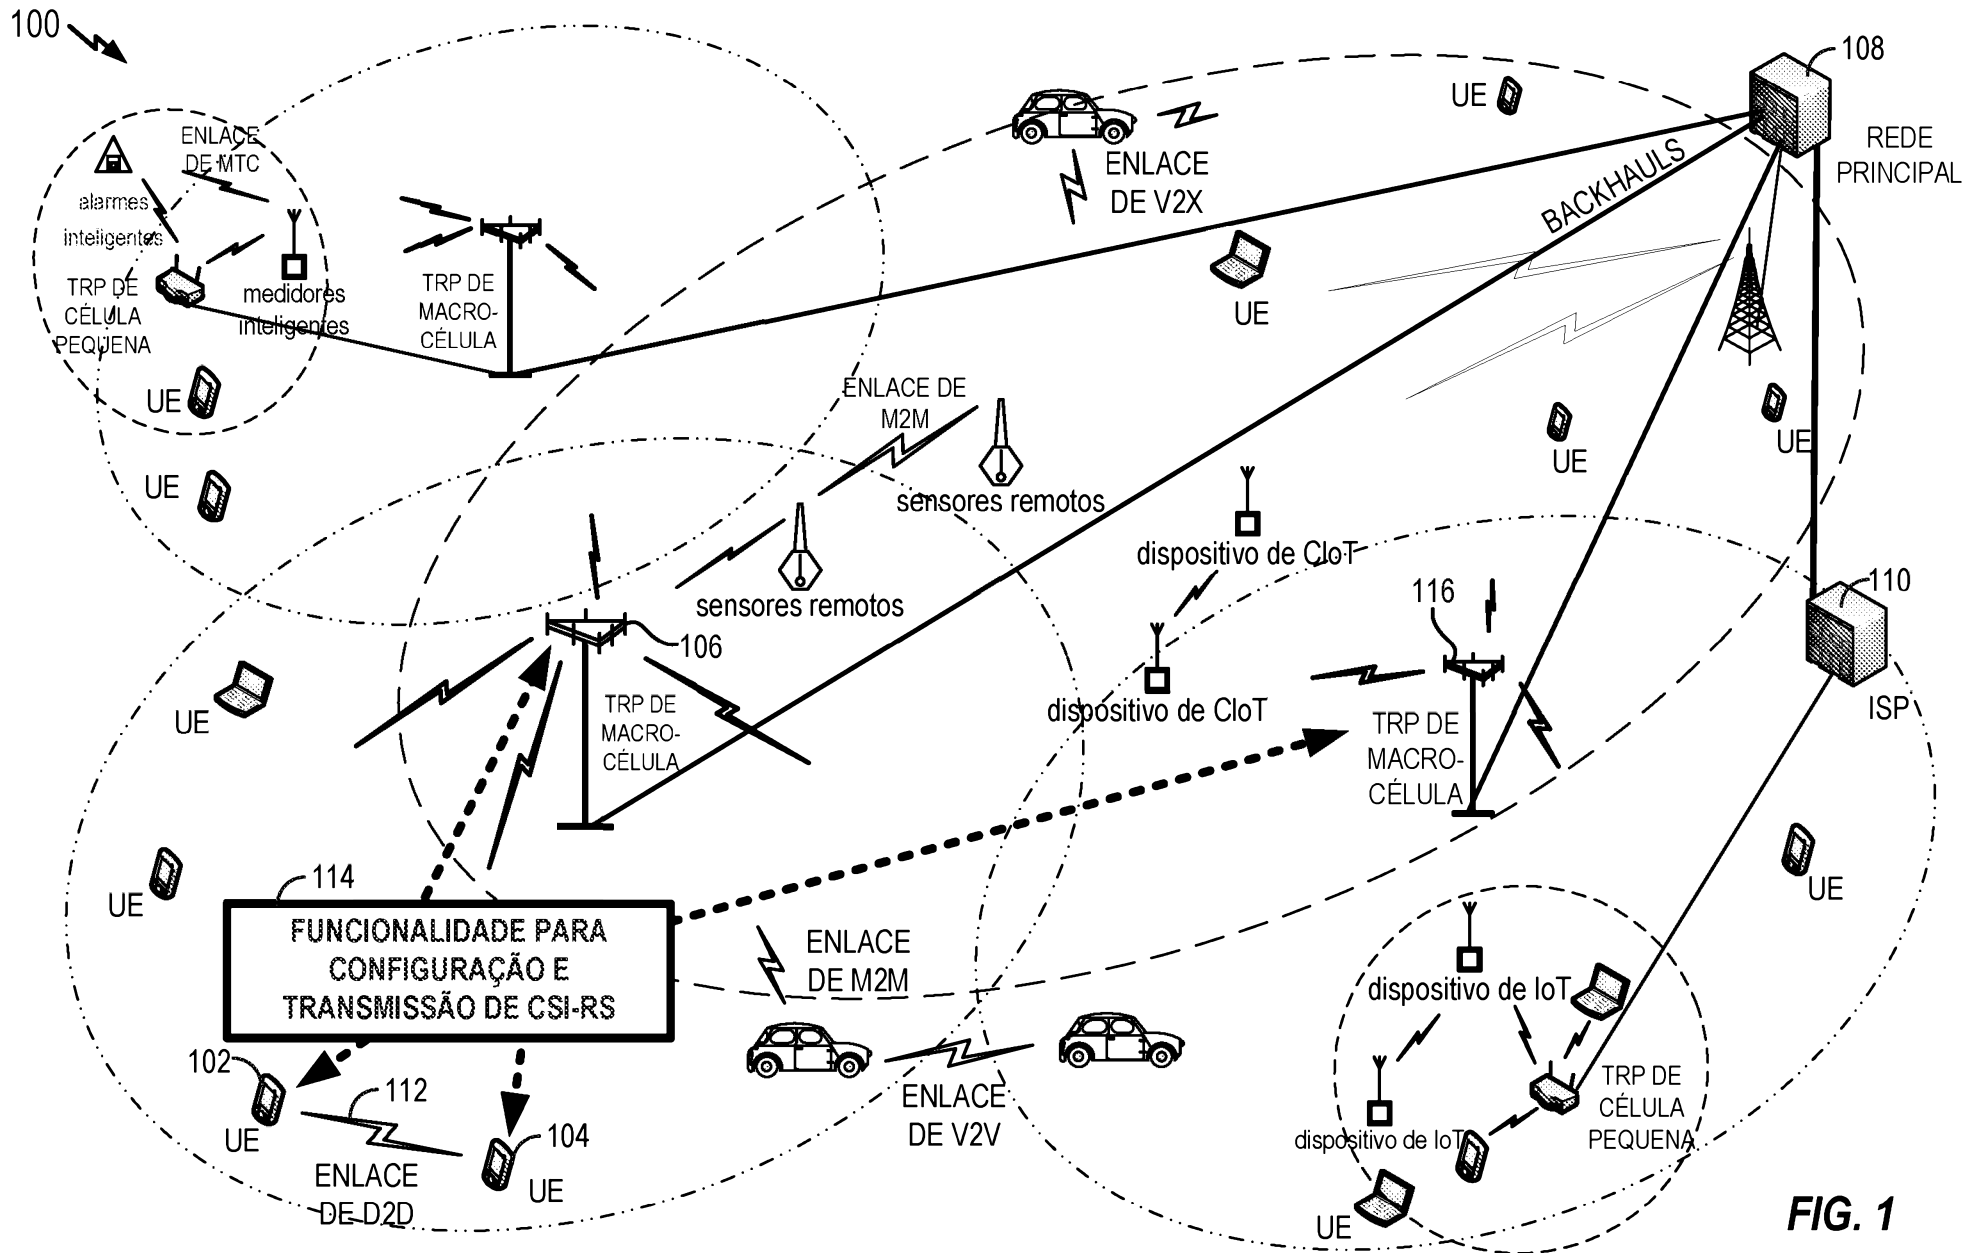 100
108
UE
REDE
PRINCIPAL
ENLACE
DE MTC
alarmes
inteligentes
TRP DE
CÉLULA
PEQUENA
medidores
inteligentes
TRP DE
MACRO-
CÉLULA
ENLACE
DE V2X
BACKHAULS
UE
UE
UE
ENLACE DE
M2M
sensores remotos
sensores remotos
UE
UE
dispositivo de CIoT
dispositivo de CIoT
110
ISP
116
106
TRP DE
MACRO-
CÉLULA
TRP DE
MACRO-
CÉLULA
UE
UE
UE
114
FUNCIONALIDADE PARA
CONFIGURAÇÃO E
TRANSMISSÃO DE CSI-RS
ENLACE
DE M2M
dispositivo de IoT
102
112
UE
104
UE
ENLACE
DE D2D
ENLACE
DE V2V
TRP DE
CÉLULA
PEQUENA
dispositivo de IoT
UE
FIG. 1